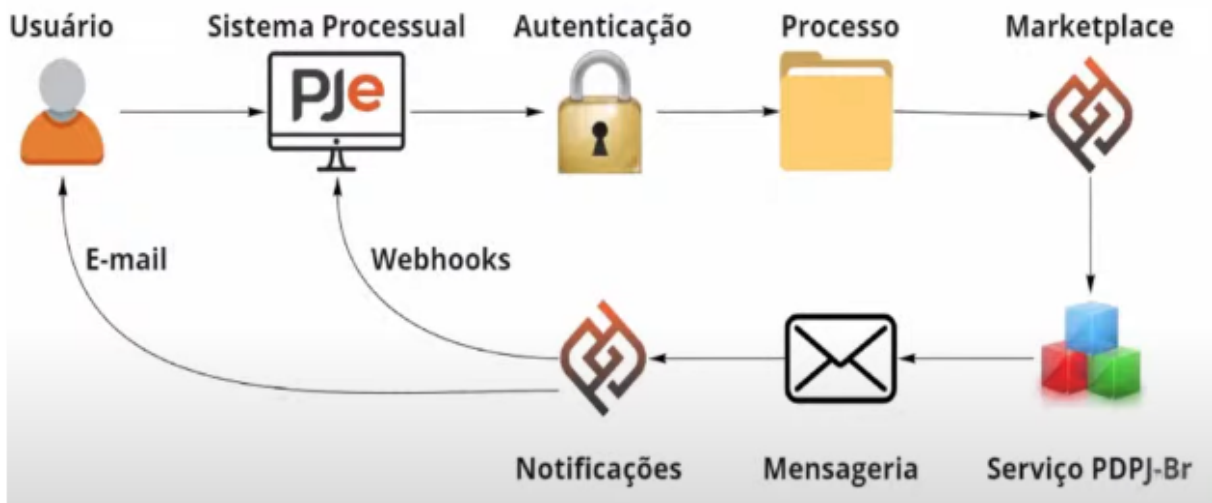 Usuário
Sistema Processual
Autenticação
Processo
Marketplace
PJe
E-mail
Webhooks
Notificações
Mensageria
Serviço PDPJ-Br